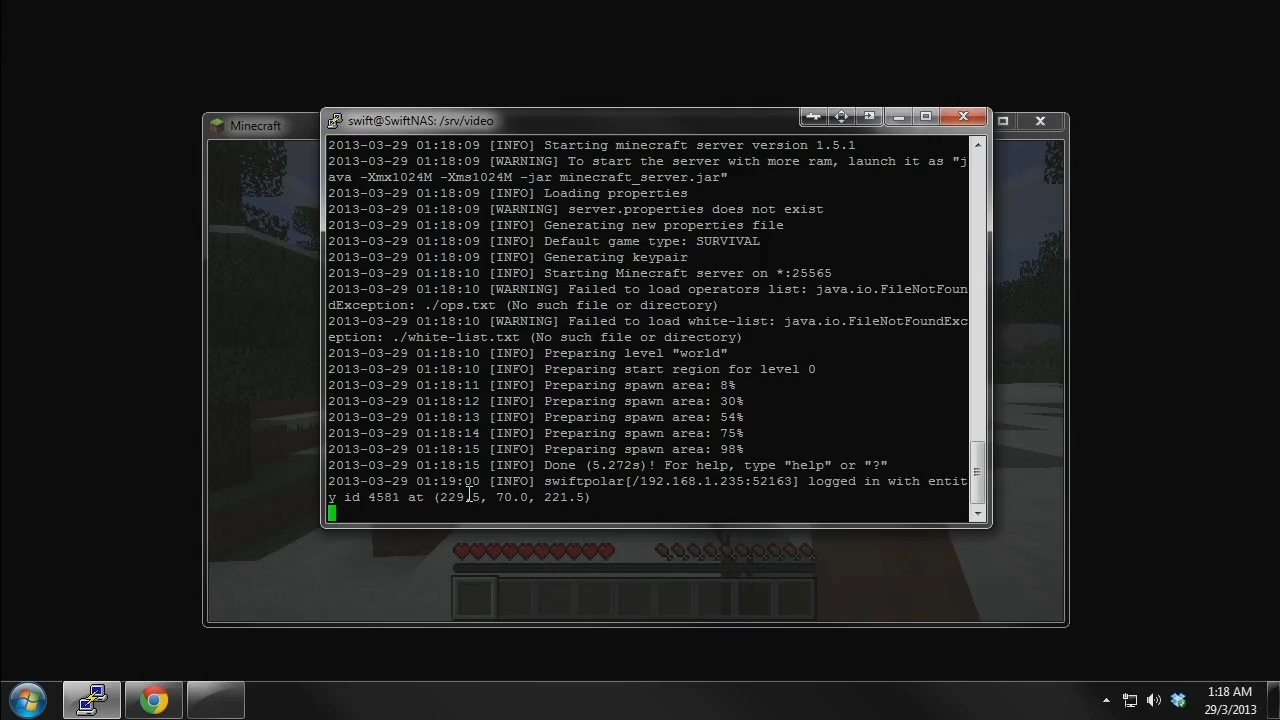 swift@SwiftNAS: /srv/video
Minecraft
2013-03-29 01:18:09 [INFO] Starting minecraft server version 1.5.1
2013-03-29 01:18:09 [WARNING] To start the server with more ram, launch it as "j
ava -Xmx1024M -Xms1024M -jar minecraft_server.jar"
2013-03-29 01:18:09 [INFO] Loading properties
2013-03-29 01:18:09 [WARNING] server.properties does not exist
2013-03-29 01:18:09 [INFO] Generating new properties file
2013-03-29 01:18:09 [INFO] Default game type: SURVIVAL
2013-03-29 01:18:09 [INFO] Generating keypair
2013-03-29 01:18:10 [INFO] Starting Minecraft server on *:25565
2013-03-29 01:18:10 [WARNING] Failed to load operators list: java.io.FileNotFoun
dException: ./ops.txt (No such file or directory)
2013-03-29 01:18:10 [WARNING] Failed to load white-list: java.io.FileNotFoundExc
eption: ./white-list.txt (No such file or directory)
2013-03-29 01:18:10 [INFO] Preparing level "world"
2013-03-29 01:18:10 [INFO] Preparing start region for level 0
2013-03-29 01:18:11 [INFO] Preparing spawn area: 8%
2013-03-29 01:18:12 [INFO] Preparing spawn area: 30%
2013-03-29 01:18:13 [INFO] Preparing spawn area: 54%
2013-03-29 01:18:14 [INFO] Preparing spawn area: 75%
2013-03-29 01:18:15 [INFO] Preparing spawn area: 98%
2013-03-29 01:18:15 [INFO] Done (5.272s)! For help, type "help" or "?"
2013-03-29 01:19:00 [INFO] swiftpolar[/192.168.1.235:52163] logged in with entit
y id 4581 at (229.5, 70.0, 221.5)
1:18 AM
29/3/2013